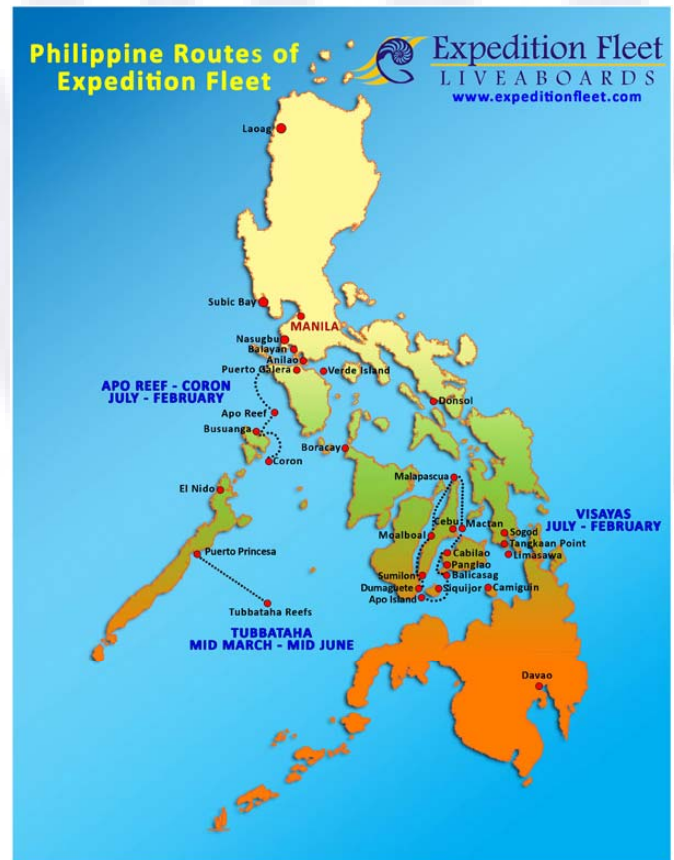 Philippine Routes of
Expedition Fleet
Expedition Fleet
LIVEABOARDS
www.expeditionfleet.com
Laoag
Subic Bay
MANILA
Nasugbu
Balayan
Anilao
Puerto Galera
Verde Island
APO REEF - CORON
JULY - FEBRUARY
Donsol
Apo Reef
Busuanga
Boracay
Coron
Malapascua
El Nido
VISAYAS
JULY - FEBRUARY
Cebu
Mactan
Moalboal
Sogod
Tangkaan Point
Limasawa
Puerto Princesa
Cabilao
Panglao
Balicasag
Sumilon
Dumaguete
Siquijor
Camiguin
Apo Island
Tubbataha Reefs
TUBBATAHA
MID MARCH - MID JUNE
Davao